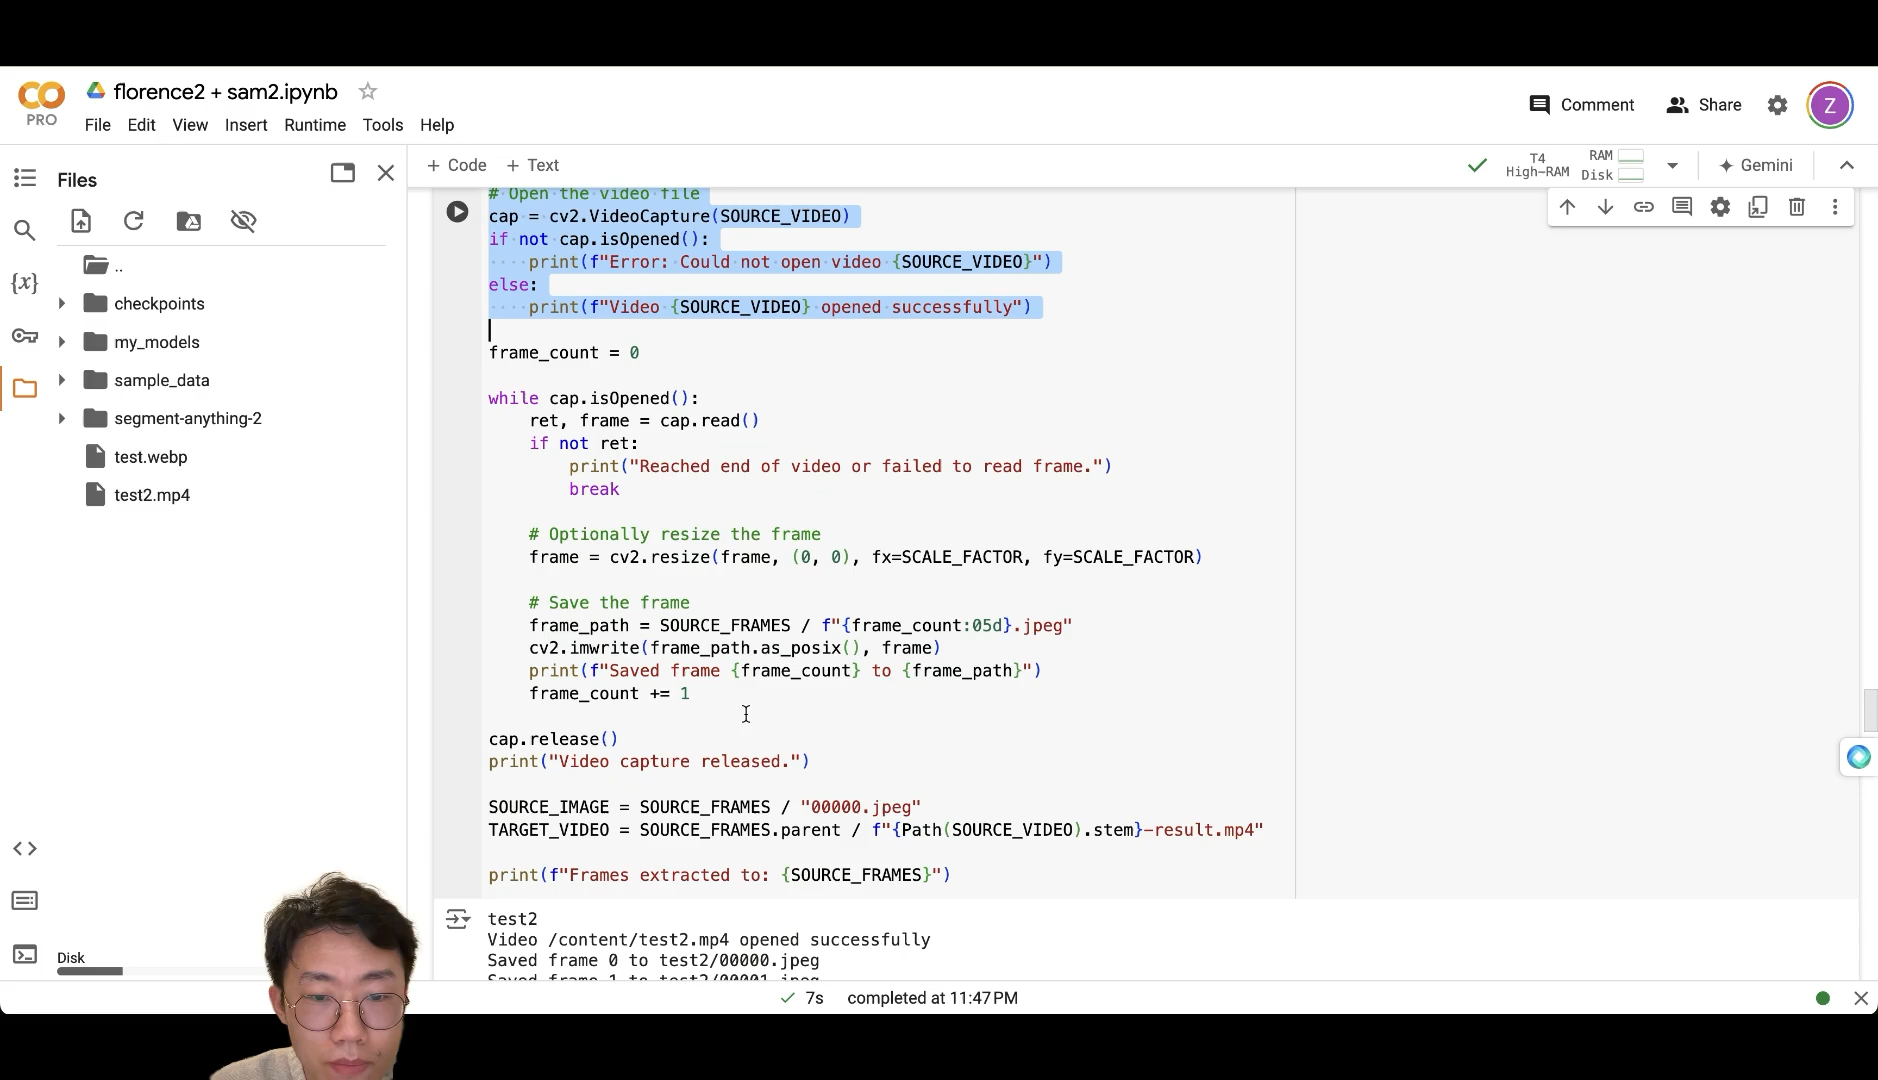 florence2 + sam2.ipynb
PRO
File Edit View Insert Runtime Tools Help
Comment
Share
Z
Files
+ Code + Text
T4
High-RAM
RAM
Disk
Gemini
..
checkpoints
my_models
sample_data
segment-anything-2
test.webp
test2.mp4
{x}
<>
Disk
# Open the video file
cap = cv2.VideoCapture(SOURCE_VIDEO)
if not cap.isOpened():
    print(f"Error: Could not open video {SOURCE_VIDEO}")
else:
    print(f"Video {SOURCE_VIDEO} opened successfully")
frame_count = 0
while cap.isOpened():
    ret, frame = cap.read()
    if not ret:
        print("Reached end of video or failed to read frame.")
        break
    # Optionally resize the frame
    frame = cv2.resize(frame, (0, 0), fx=SCALE_FACTOR, fy=SCALE_FACTOR)
    # Save the frame
    frame_path = SOURCE_FRAMES / f"{frame_count:05d}.jpeg"
    cv2.imwrite(frame_path.as_posix(), frame)
    print(f"Saved frame {frame_count} to {frame_path}")
    frame_count += 1
cap.release()
print("Video capture released.")
SOURCE_IMAGE = SOURCE_FRAMES / "00000.jpeg"
TARGET_VIDEO = SOURCE_FRAMES.parent / f"{Path(SOURCE_VIDEO).stem}-result.mp4"
print(f"Frames extracted to: {SOURCE_FRAMES}")
test2
Video /content/test2.mp4 opened successfully
Saved frame 0 to test2/00000.jpeg
Saved frame 1 to test2/00001.jpeg
7s completed at 11:47 PM